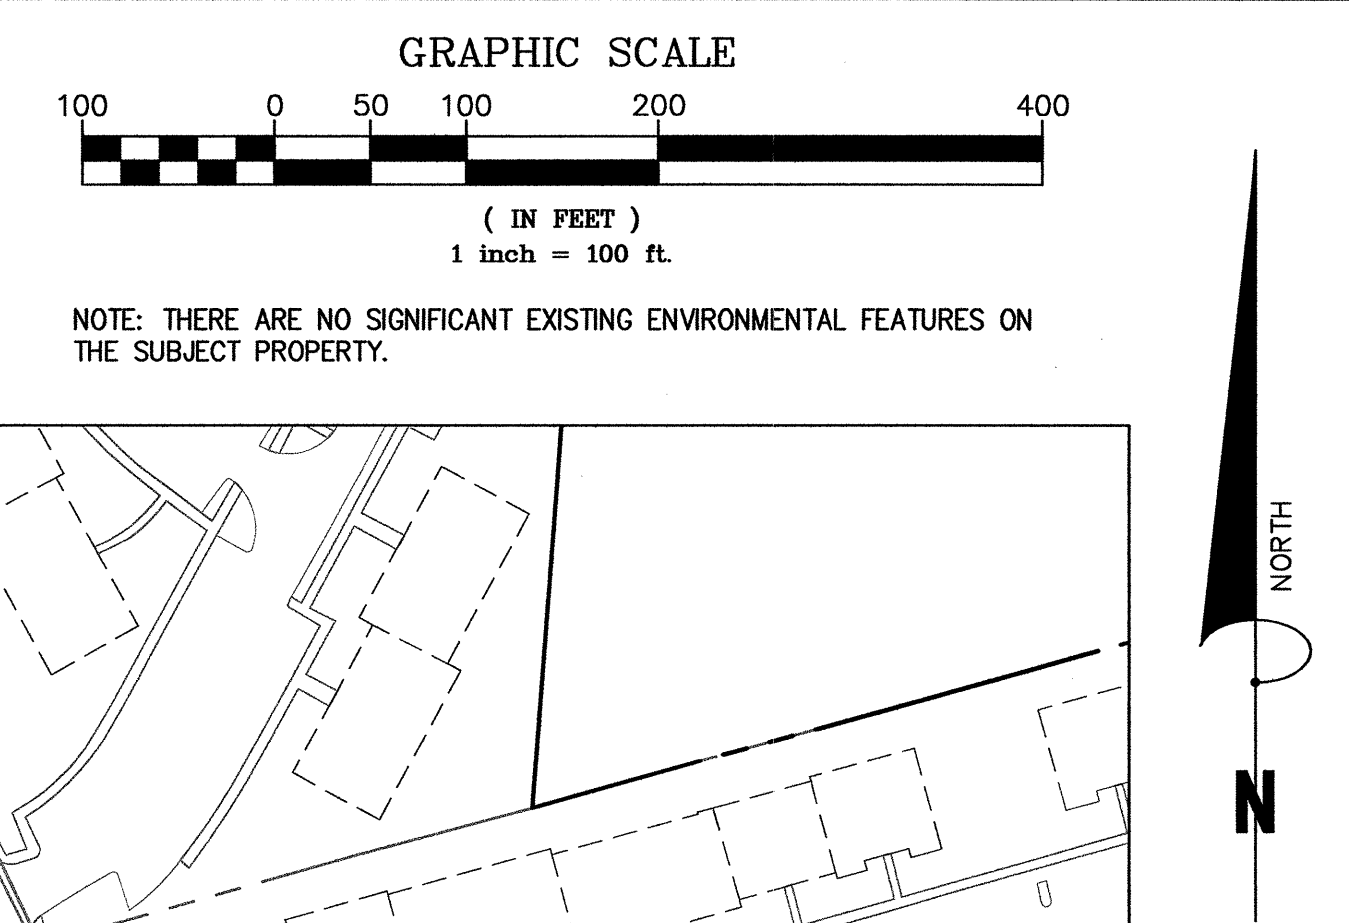 GRAPHIC SCALE
100 0 50 100 200 400
( IN FEET )
1 inch = 100 ft.
NOTE: THERE ARE NO SIGNIFICANT EXISTING ENVIRONMENTAL FEATURES ON
THE SUBJECT PROPERTY.
NORTH
N